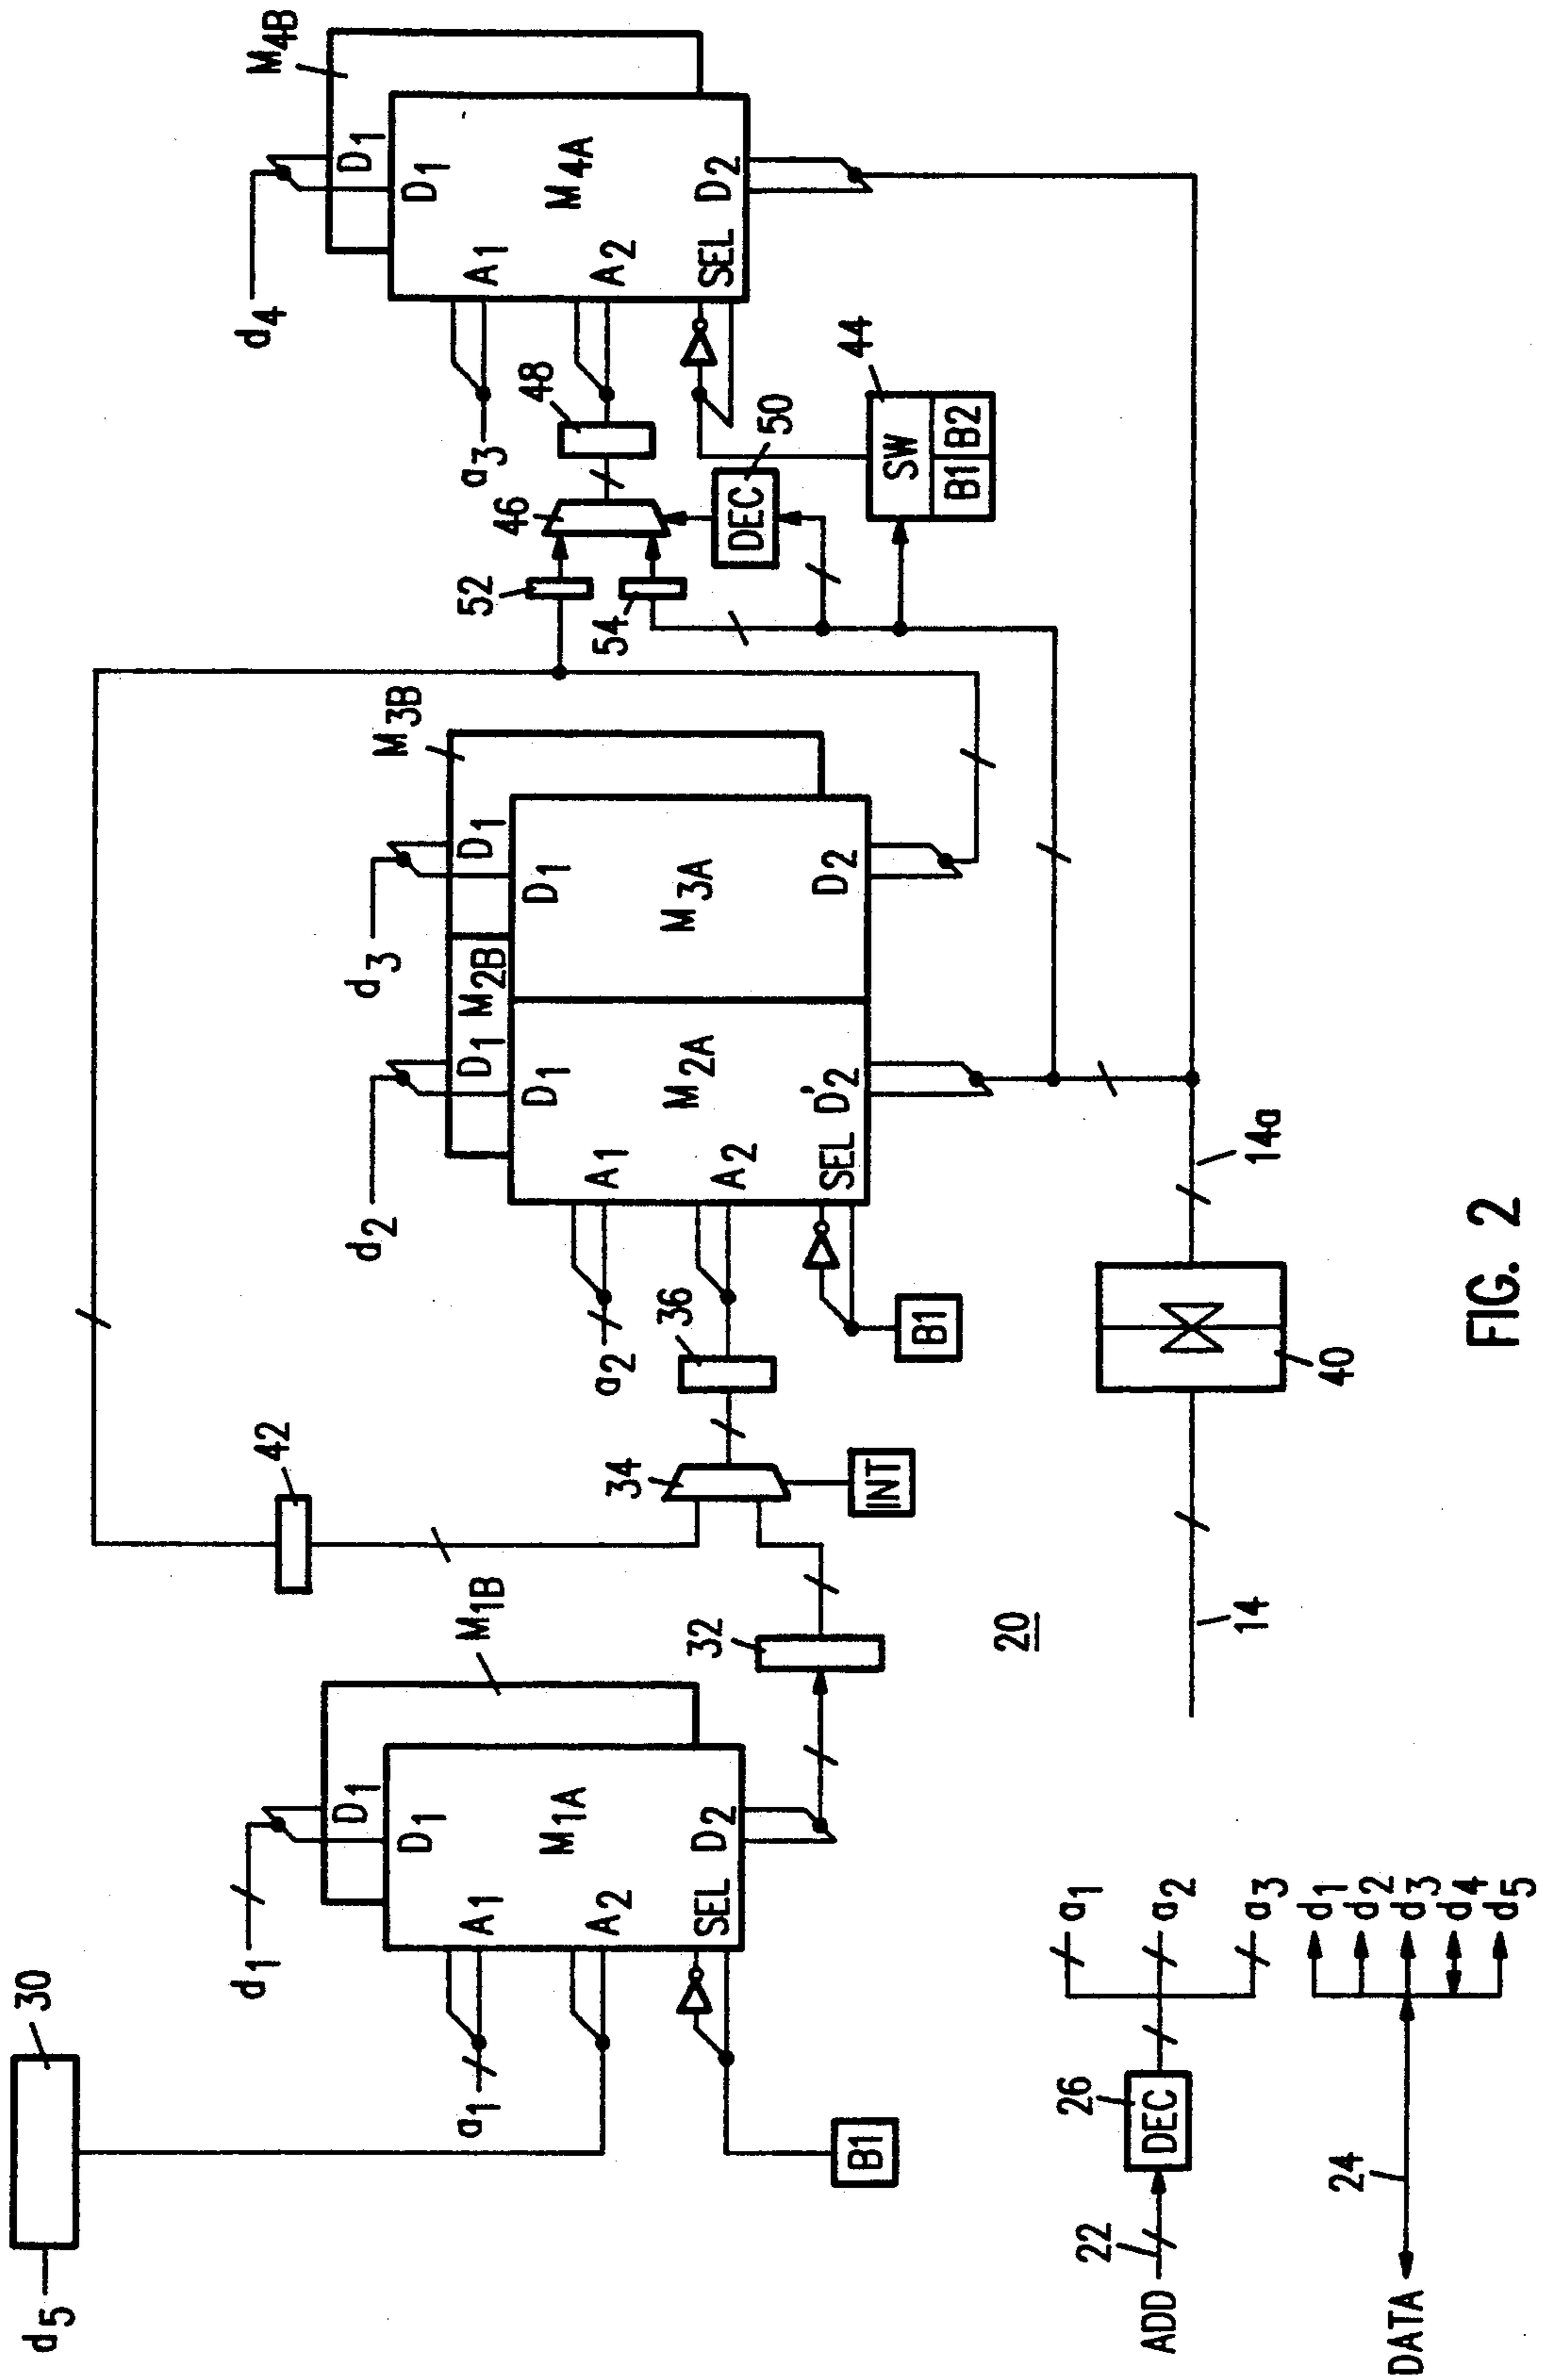 d5
30
d1
a1
A1
A2
SEL
D1
D1
D2
M1A
M1B
B1
32
42
34
INT
36
d2
a2
A1
A2
SEL
D1
D1
D'2
M2A
M2B
B1
d3
D1
D1
D2
M3A
M3B
52
54
46
48
DEC
50
SW
B1
B2
44
d4
a3
A1
A2
SEL
D1
D1
D2
M4A
M4B
20
14
40
14a
ADD
22
DEC
26
a1
a2
a3
DATA
24
d1
d2
d3
d4
d5
FIG. 2